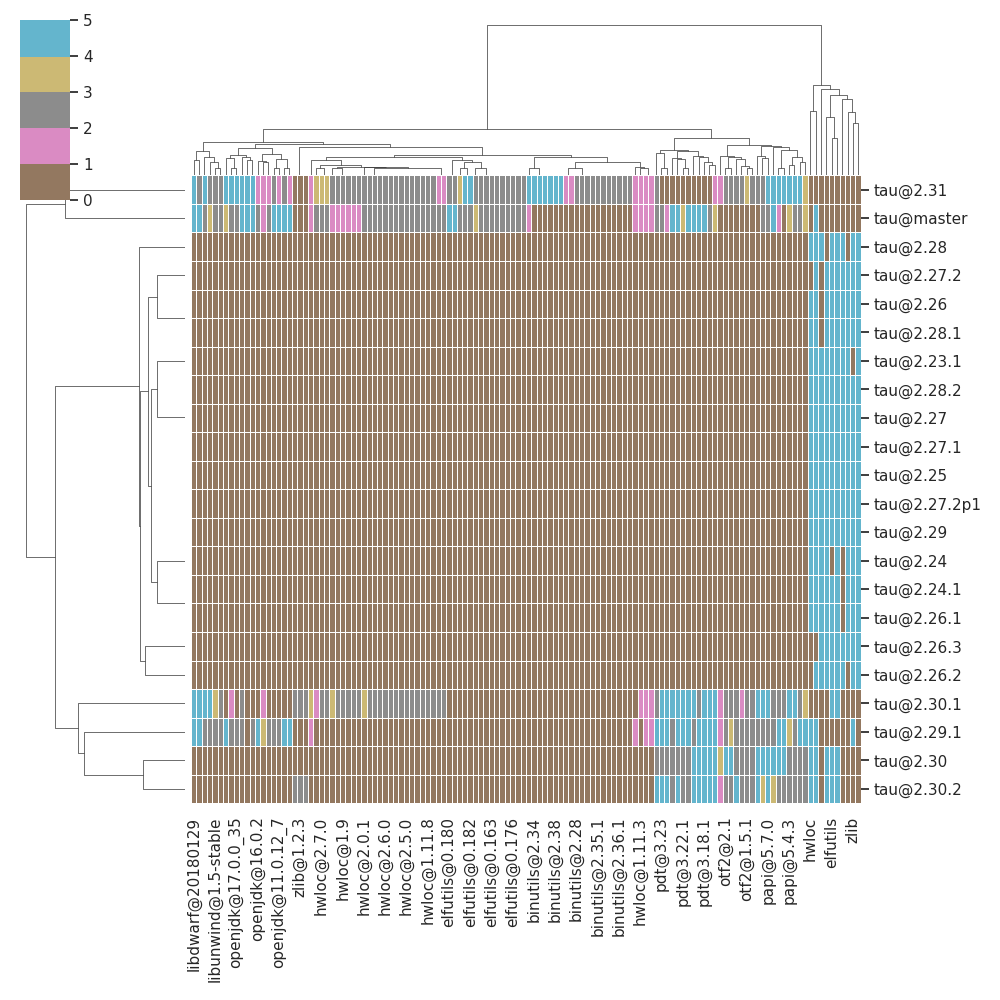 5
4
3
2
1
0
tau@2.31
tau@master
tau@2.28
tau@2.27.2
tau@2.26
tau@2.28.1
tau@2.23.1
tau@2.28.2
tau@2.27
tau@2.27.1
tau@2.25
tau@2.27.2p1
tau@2.29
tau@2.24
tau@2.24.1
tau@2.26.1
tau@2.26.3
tau@2.26.2
tau@2.30.1
tau@2.29.1
tau@2.30
tau@2.30.2
libdwarf@20180129
libunwind@1.5-stable
openjdk@17.0.0_35
openjdk@16.0.2
openjdk@11.0.12_7
zlib@1.2.3
hwloc@2.7.0
hwloc@1.9
hwloc@2.0.1
hwloc@2.6.0
hwloc@2.5.0
hwloc@1.11.8
elfutils@0.180
elfutils@0.182
elfutils@0.163
elfutils@0.176
binutils@2.34
binutils@2.38
binutils@2.28
binutils@2.35.1
binutils@2.36.1
hwloc@1.11.3
pdt@3.23
pdt@3.22.1
pdt@3.18.1
otf2@2.1
otf2@1.5.1
papi@5.7.0
papi@5.4.3
hwloc
elfutils
zlib